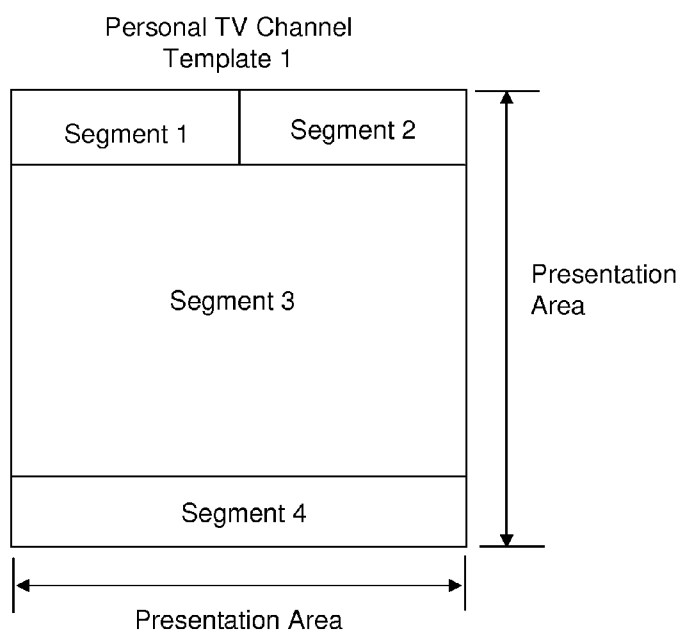 Personal TV Channel
Template 1
Segment 1
Segment 2
Segment 3
Presentation
Area
Segment 4
Presentation Area